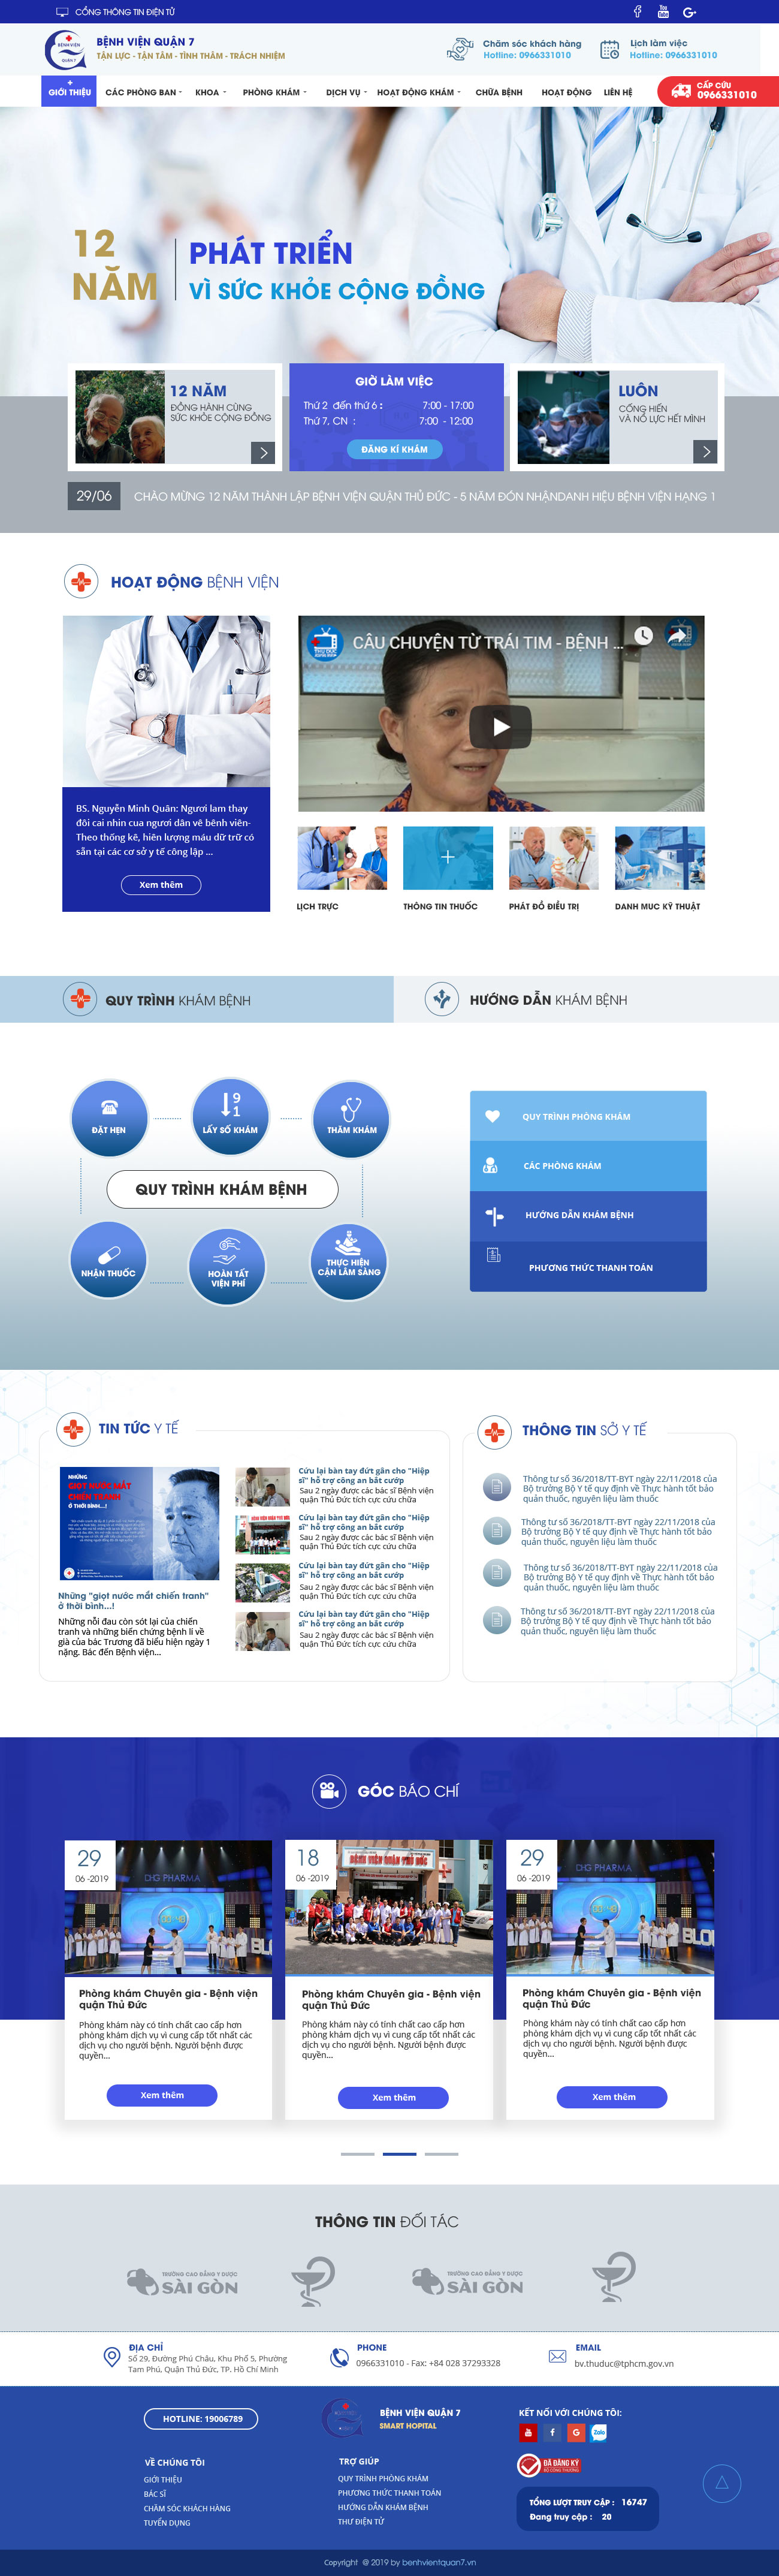 CỔNG THÔNG TIN ĐIỆN TỬ
BỆNH VIỆN QUẬN 7
TẬN LỰC - TẬN TÂM - TÌNH THÂM - TRÁCH NHIỆM
Chăm sóc khách hàng
Hotline: 0966331010
Lịch làm việc
Hotline: 0966331010
GIỚI THIỆU CÁC PHÒNG BAN KHOA PHÒNG KHÁM DỊCH VỤ HOẠT ĐỘNG KHÁM CHỮA BỆNH HOẠT ĐỘNG LIÊN HỆ
CẤP CỨU
0966331010
12 NĂM
PHÁT TRIỂN
VÌ SỨC KHỎE CỘNG ĐỒNG
12 NĂM
ĐỒNG HÀNH CÙNG
SỨC KHỎE CỘNG ĐỒNG
GIỜ LÀM VIỆC
Thứ 2 đến thứ 6 : 7:00 - 17:00
Thứ 7, CN : 7:00 - 12:00
ĐĂNG KÍ KHÁM
LUÔN
CỐNG HIẾN
VÀ NỖ LỰC HẾT MÌNH
29/06
CHÀO MỪNG 12 NĂM THÀNH LẬP BỆNH VIỆN QUẬN THỦ ĐỨC - 5 NĂM ĐÓN NHẬNDANH HIỆU BỆNH VIỆN HẠNG 1
HOẠT ĐỘNG BỆNH VIỆN
CÂU CHUYỆN TỪ TRÁI TIM - BỆNH ...
BS. Nguyễn Minh Quân: Ngươi lam thay
đôi cai nhin cua ngươi dân vê bênh viên-
Theo thống kê, hiên lượng máu dữ trữ có
sẵn tại các cơ sở y tế công lập ...
Xem thêm
LỊCH TRỰC
THÔNG TIN THUỐC
PHÁT ĐỒ ĐIỀU TRỊ
DANH MUC KỸ THUẬT
QUY TRÌNH KHÁM BỆNH
HƯỚNG DẪN KHÁM BỆNH
ĐẶT HẸN
9
1
LẤY SỐ KHÁM
THĂM KHÁM
QUY TRÌNH KHÁM BỆNH
NHẬN THUỐC
HOÀN TẤT
VIỆN PHÍ
THỰC HIỆN
CẬN LÂM SÀNG
QUY TRÌNH PHÒNG KHÁM
CÁC PHÒNG KHÁM
HƯỚNG DẪN KHÁM BỆNH
PHƯƠNG THỨC THANH TOÁN
TIN TỨC Y TẾ
NHỮNG
GIỌT NƯỚC MẮT
CHIẾN TRANH
Ở THỜI BÌNH...!
Những "giọt nước mắt chiến tranh"
ở thời bình...!
Những nỗi đau còn sót lại của chiến
tranh và những biến chứng bệnh lí về
già của bác Trương đã biểu hiện ngày 1
nặng. Bác đến Bệnh viện...
Cứu lại bàn tay đứt gân cho "Hiệp
sĩ" hỗ trợ công an bắt cướp
Sau 2 ngày được các bác sĩ Bệnh viện
quận Thủ Đức tích cực cứu chữa
Cứu lại bàn tay đứt gân cho "Hiệp
sĩ" hỗ trợ công an bắt cướp
Sau 2 ngày được các bác sĩ Bệnh viện
quận Thủ Đức tích cực cứu chữa
Cứu lại bàn tay đứt gân cho "Hiệp
sĩ" hỗ trợ công an bắt cướp
Sau 2 ngày được các bác sĩ Bệnh viện
quận Thủ Đức tích cực cứu chữa
Cứu lại bàn tay đứt gân cho "Hiệp
sĩ" hỗ trợ công an bắt cướp
Sau 2 ngày được các bác sĩ Bệnh viện
quận Thủ Đức tích cực cứu chữa
THÔNG TIN SỞ Y TẾ
Thông tư số 36/2018/TT-BYT ngày 22/11/2018 của
Bộ trưởng Bộ Y tế quy định về Thực hành tốt bảo
quản thuốc, nguyên liệu làm thuốc
Thông tư số 36/2018/TT-BYT ngày 22/11/2018 của
Bộ trưởng Bộ Y tế quy định về Thực hành tốt bảo
quản thuốc, nguyên liệu làm thuốc
Thông tư số 36/2018/TT-BYT ngày 22/11/2018 của
Bộ trưởng Bộ Y tế quy định về Thực hành tốt bảo
quản thuốc, nguyên liệu làm thuốc
Thông tư số 36/2018/TT-BYT ngày 22/11/2018 của
Bộ trưởng Bộ Y tế quy định về Thực hành tốt bảo
quản thuốc, nguyên liệu làm thuốc
GÓC BÁO CHÍ
29
06 -2019
DHG PHARMA
Phòng khám Chuyên gia - Bệnh viện
quận Thủ Đức
Phòng khám này có tính chất cao cấp hơn
phòng khám dịch vụ vì cung cấp tốt nhất các
dịch vụ cho người bệnh. Người bệnh được
quyền...
Xem thêm
18
06 -2019
BỆNH VIỆN QUẬN THỦ ĐỨC
Phòng khám Chuyên gia - Bệnh viện
quận Thủ Đức
Phòng khám này có tính chất cao cấp hơn
phòng khám dịch vụ vì cung cấp tốt nhất các
dịch vụ cho người bệnh. Người bệnh được
quyền...
Xem thêm
29
06 -2019
DHG PHARMA
Phòng khám Chuyên gia - Bệnh viện
quận Thủ Đức
Phòng khám này có tính chất cao cấp hơn
phòng khám dịch vụ vì cung cấp tốt nhất các
dịch vụ cho người bệnh. Người bệnh được
quyền...
Xem thêm
THÔNG TIN ĐỐI TÁC
TRƯỜNG CAO ĐẲNG Y DƯỢC
SÀI GÒN
TRƯỜNG CAO ĐẲNG Y DƯỢC
SÀI GÒN
ĐỊA CHỈ
Số 29, Đường Phú Châu, Khu Phố 5, Phường
Tam Phú, Quận Thủ Đức, TP. Hồ Chí Minh
PHONE
0966331010 - Fax: +84 028 37293328
EMAIL
bv.thuduc@tphcm.gov.vn
HOTLINE: 19006789
BỆNH VIỆN QUẬN 7
SMART HOPITAL
KẾT NỐI VỚI CHÚNG TÔI:
Zalo
VỀ CHÚNG TÔI
GIỚI THIỆU
BÁC SĨ
CHĂM SÓC KHÁCH HÀNG
TUYỂN DỤNG
TRỢ GIÚP
QUY TRÌNH PHÒNG KHÁM
PHƯƠNG THỨC THANH TOÁN
HƯỚNG DẪN KHÁM BỆNH
THƯ ĐIỆN TỬ
ĐÃ ĐĂNG KÝ
BỘ CÔNG THƯƠNG
TỔNG LƯỢT TRUY CẬP : 16747
Đang truy cập : 20
Copyright @ 2019 by benhvientquan7.vn